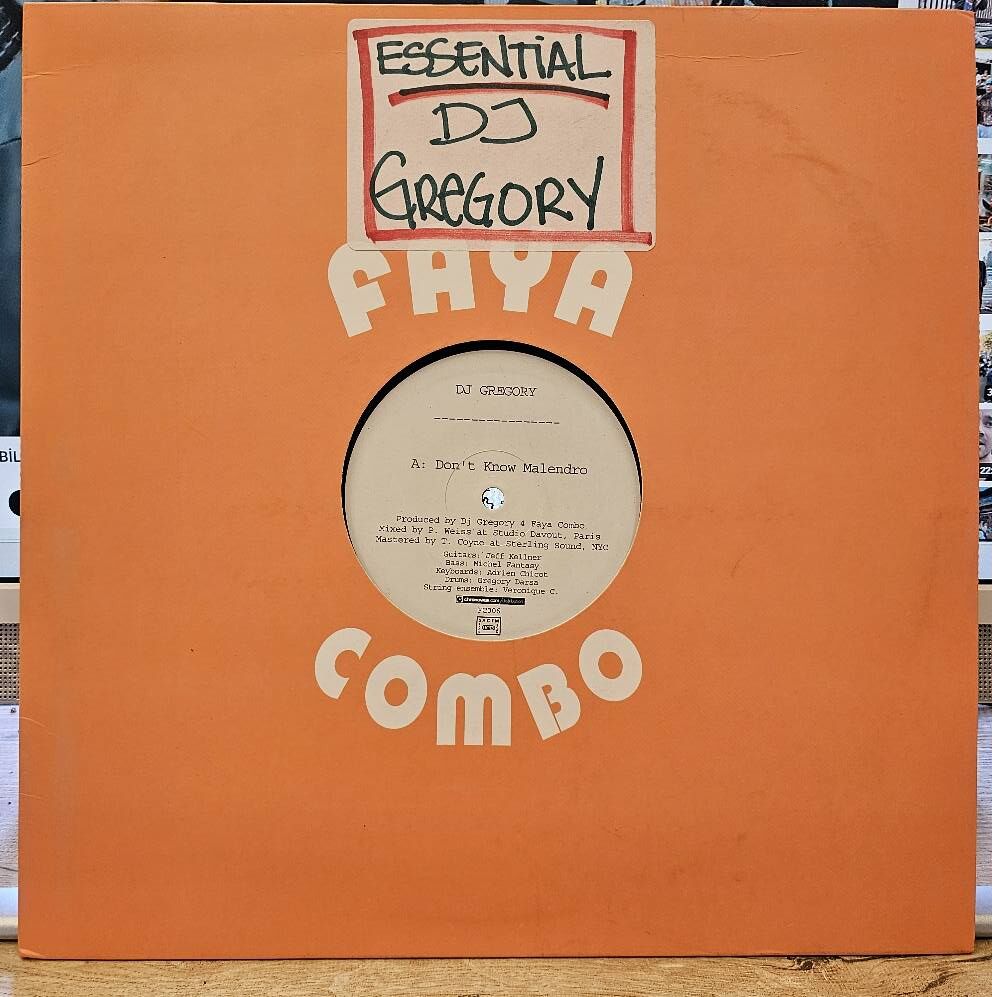 ESSENTiAL
DJ
GReGORY
FAYA
DJ GREGORY
-----------------
A: Don't Know Malendro
Produced by Dj Gregory 4 Faya Combo
Mixed by P. Weiss at Studio Davout, Paris
Mastered by T. Coyne at Sterling Sound, NYC
Guitars: Jeff Kellner
Bass: Michel Fantasy
Keyboards: Adrien Chicot
Drums: Gregory Darsa
String ensemble: Veronique C.
COMBO
BİL